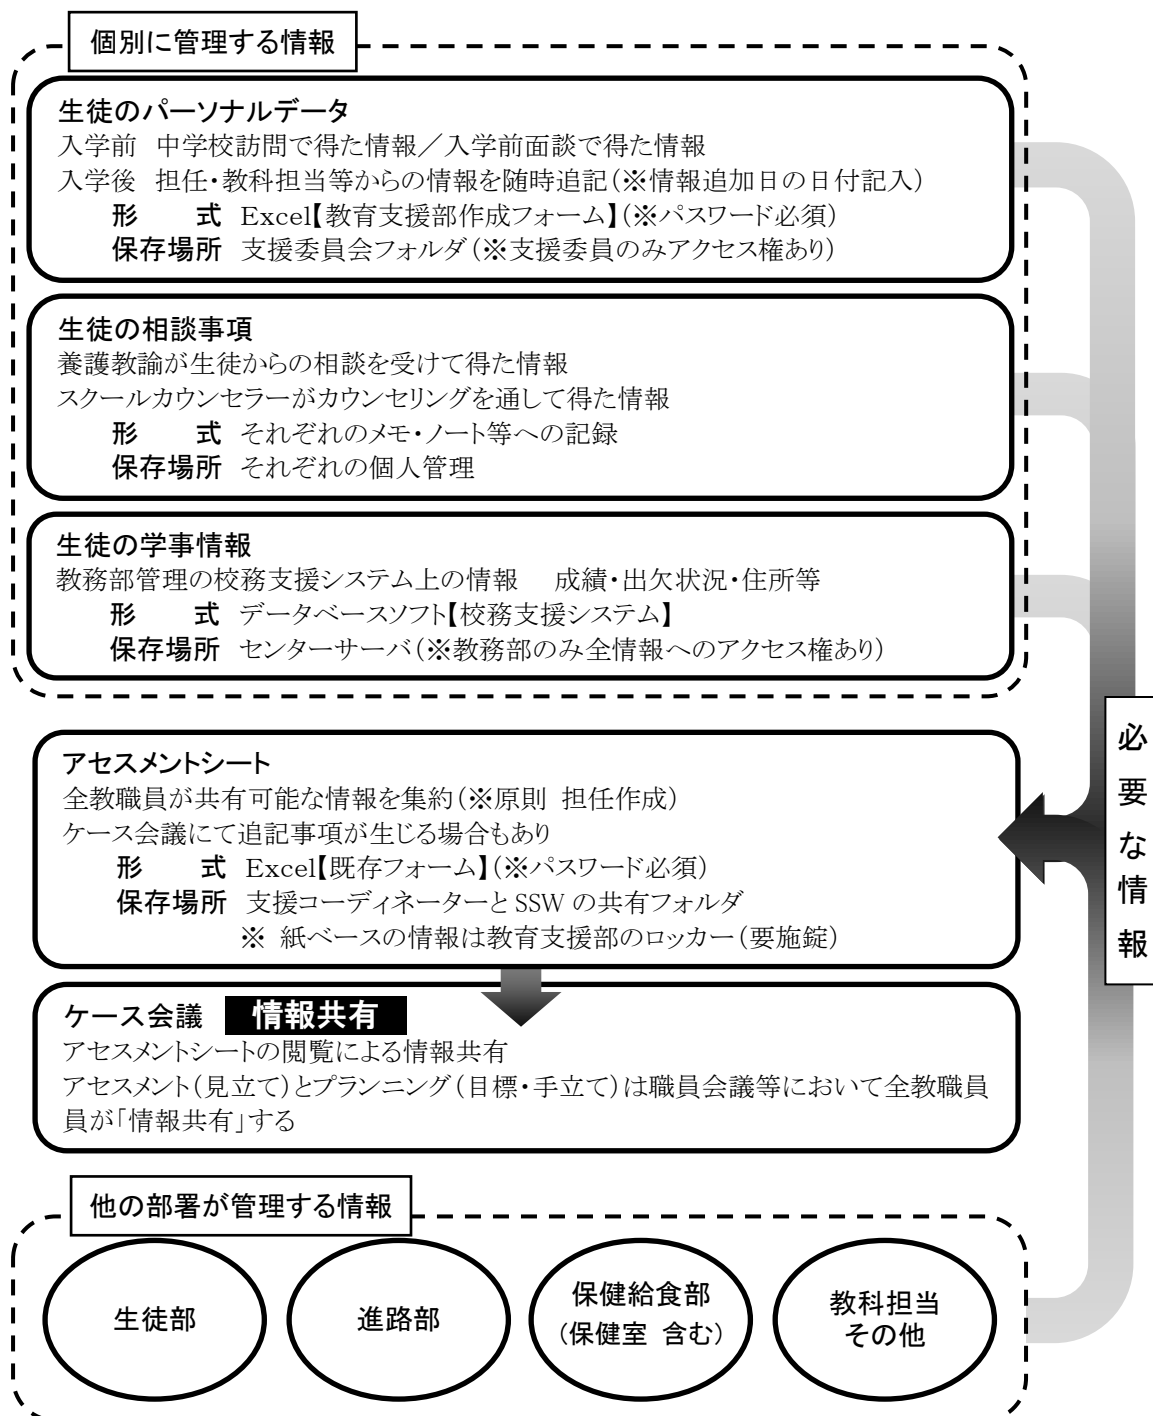 個別に管理する情報
生徒のパーソナルデータ
入学前 中学校訪問で得た情報／入学前面談で得た情報
入学後 担任・教科担当等からの情報を随時追記（※情報追加日の日付記入）
形 式 Excel【教育支援部作成フォーム】（※パスワード必須）
保存場所 支援委員会フォルダ（※支援委員のみアクセス権あり）
生徒の相談事項
養護教諭が生徒からの相談を受けて得た情報
スクールカウンセラーがカウンセリングを通して得た情報
形 式 それぞれのメモ・ノート等への記録
保存場所 それぞれの個人管理
生徒の学事情報
教務部管理の校務支援システム上の情報 成績・出欠状況・住所等
形 式 データベースソフト【校務支援システム】
保存場所 センターサーバ（※教務部のみ全情報へのアクセス権あり）
必要な情報
アセスメントシート
全教職員が共有可能な情報を集約（※原則 担任作成）
ケース会議にて追記事項が生じる場合もあり
形 式 Excel【既存フォーム】（※パスワード必須）
保存場所 支援コーディネーターと SSW の共有フォルダ
※ 紙ベースの情報は教育支援部のロッカー（要施錠）
ケース会議 情報共有
アセスメントシートの閲覧による情報共有
アセスメント（見立て）とプランニング（目標・手立て）は職員会議等において全教職員
員が「情報共有」する
他の部署が管理する情報
生徒部
進路部
保健給食部
（保健室 含む）
教科担当
その他